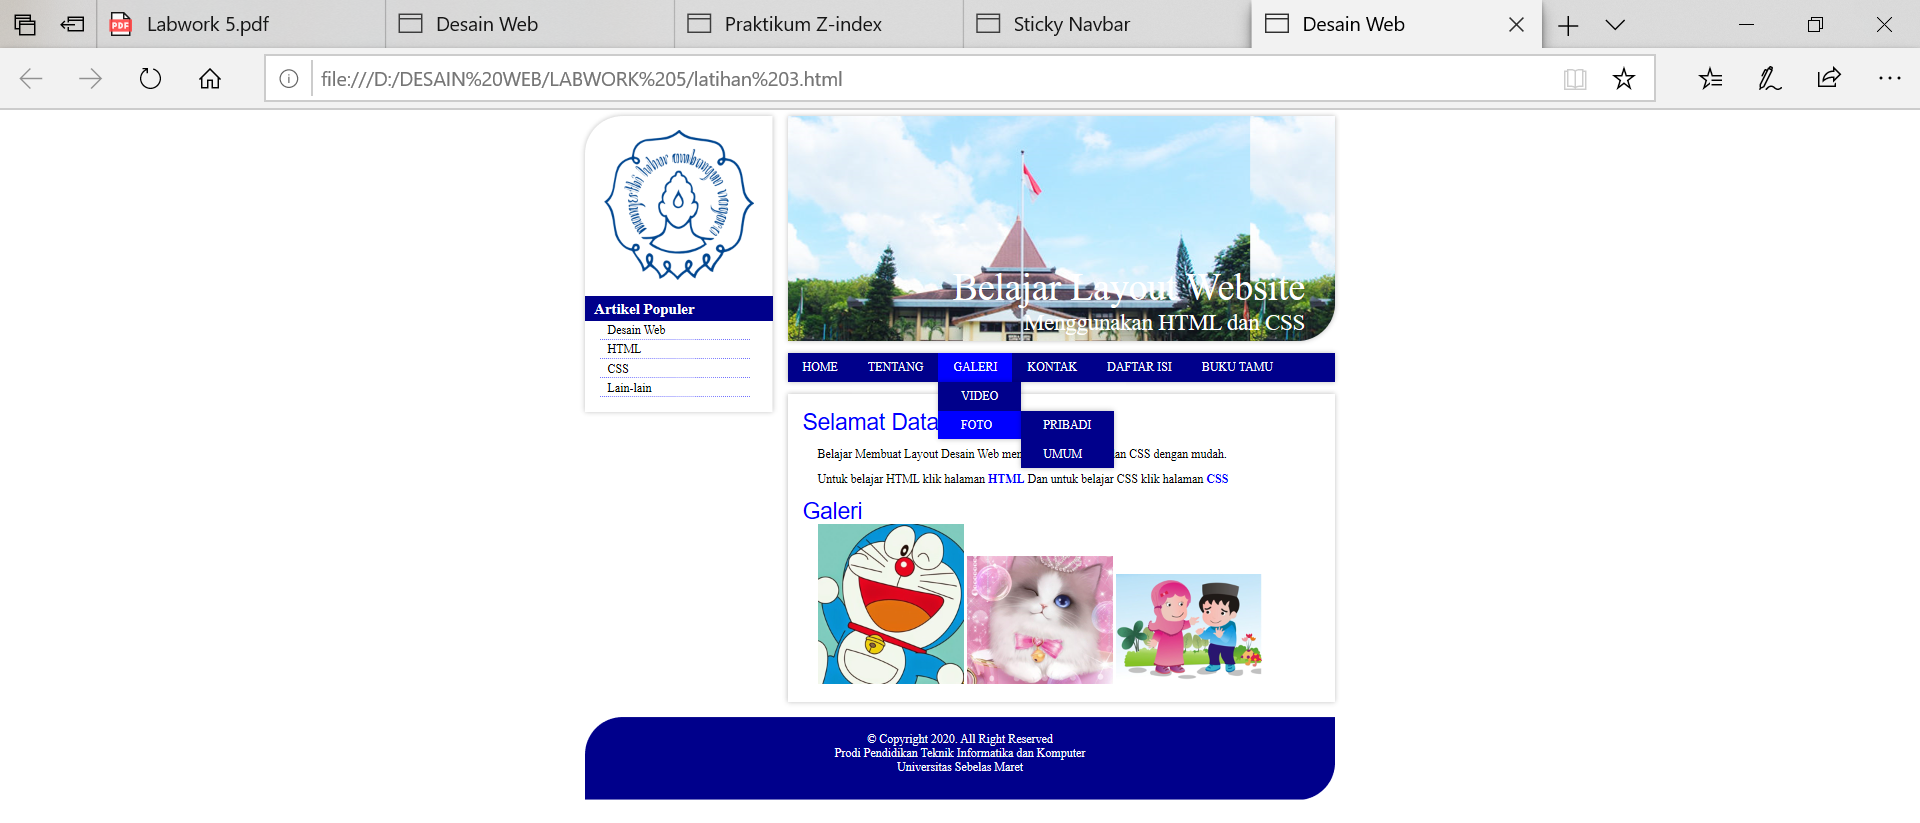 Labwork 5.pdf
Desain Web
Praktikum Z-index
Sticky Navbar
Desain Web
file:///D:/DESAIN%20WEB/LABWORK%205/latihan%203.html
Artikel Populer
Desain Web
HTML
CSS
Lain-lain
Belajar Layout Website
Menggunakan HTML dan CSS
HOME TENTANG GALERI KONTAK DAFTAR ISI BUKU TAMU
VIDEO
FOTO
PRIBADI
UMUM
Selamat Data
Belajar Membuat Layout Desain Web men an CSS dengan mudah.
Untuk belajar HTML klik halaman HTML Dan untuk belajar CSS klik halaman CSS
Galeri
© Copyright 2020. All Right Reserved
Prodi Pendidikan Teknik Informatika dan Komputer
Universitas Sebelas Maret